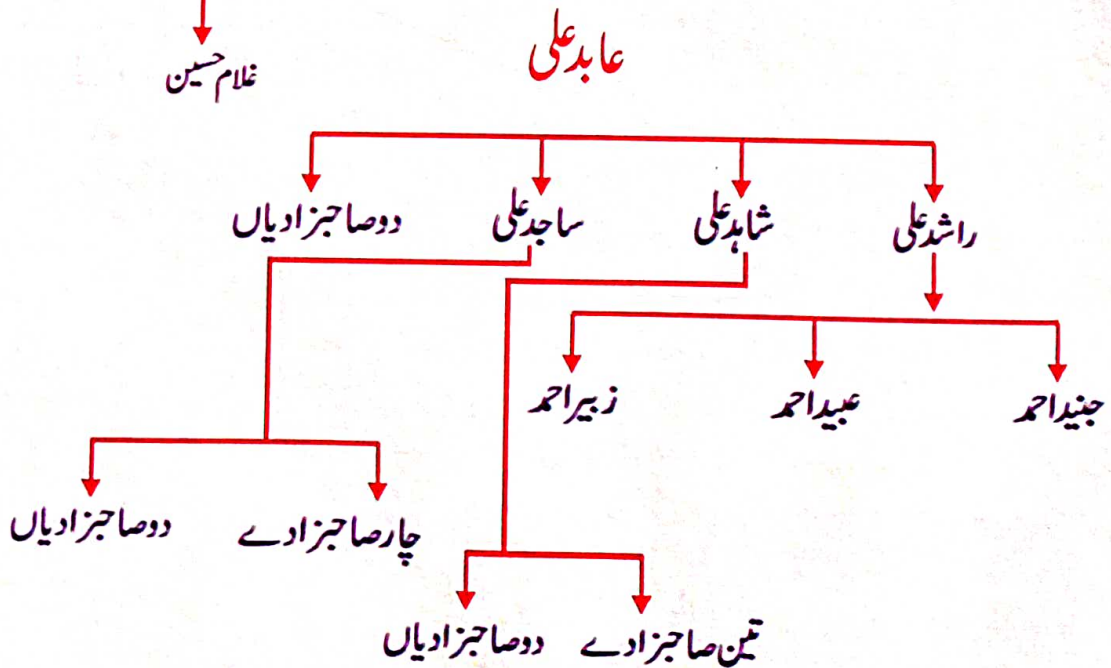 عابد علی
غلام حسین
راشد علی
شاہد علی
ساجد علی
دو صاحبزادیاں
جنید احمد
عبید احمد
زبیر احمد
چار صاحبزادے
دو صاحبزادیاں
تین صاحبزادے
دو صاحبزادیاں